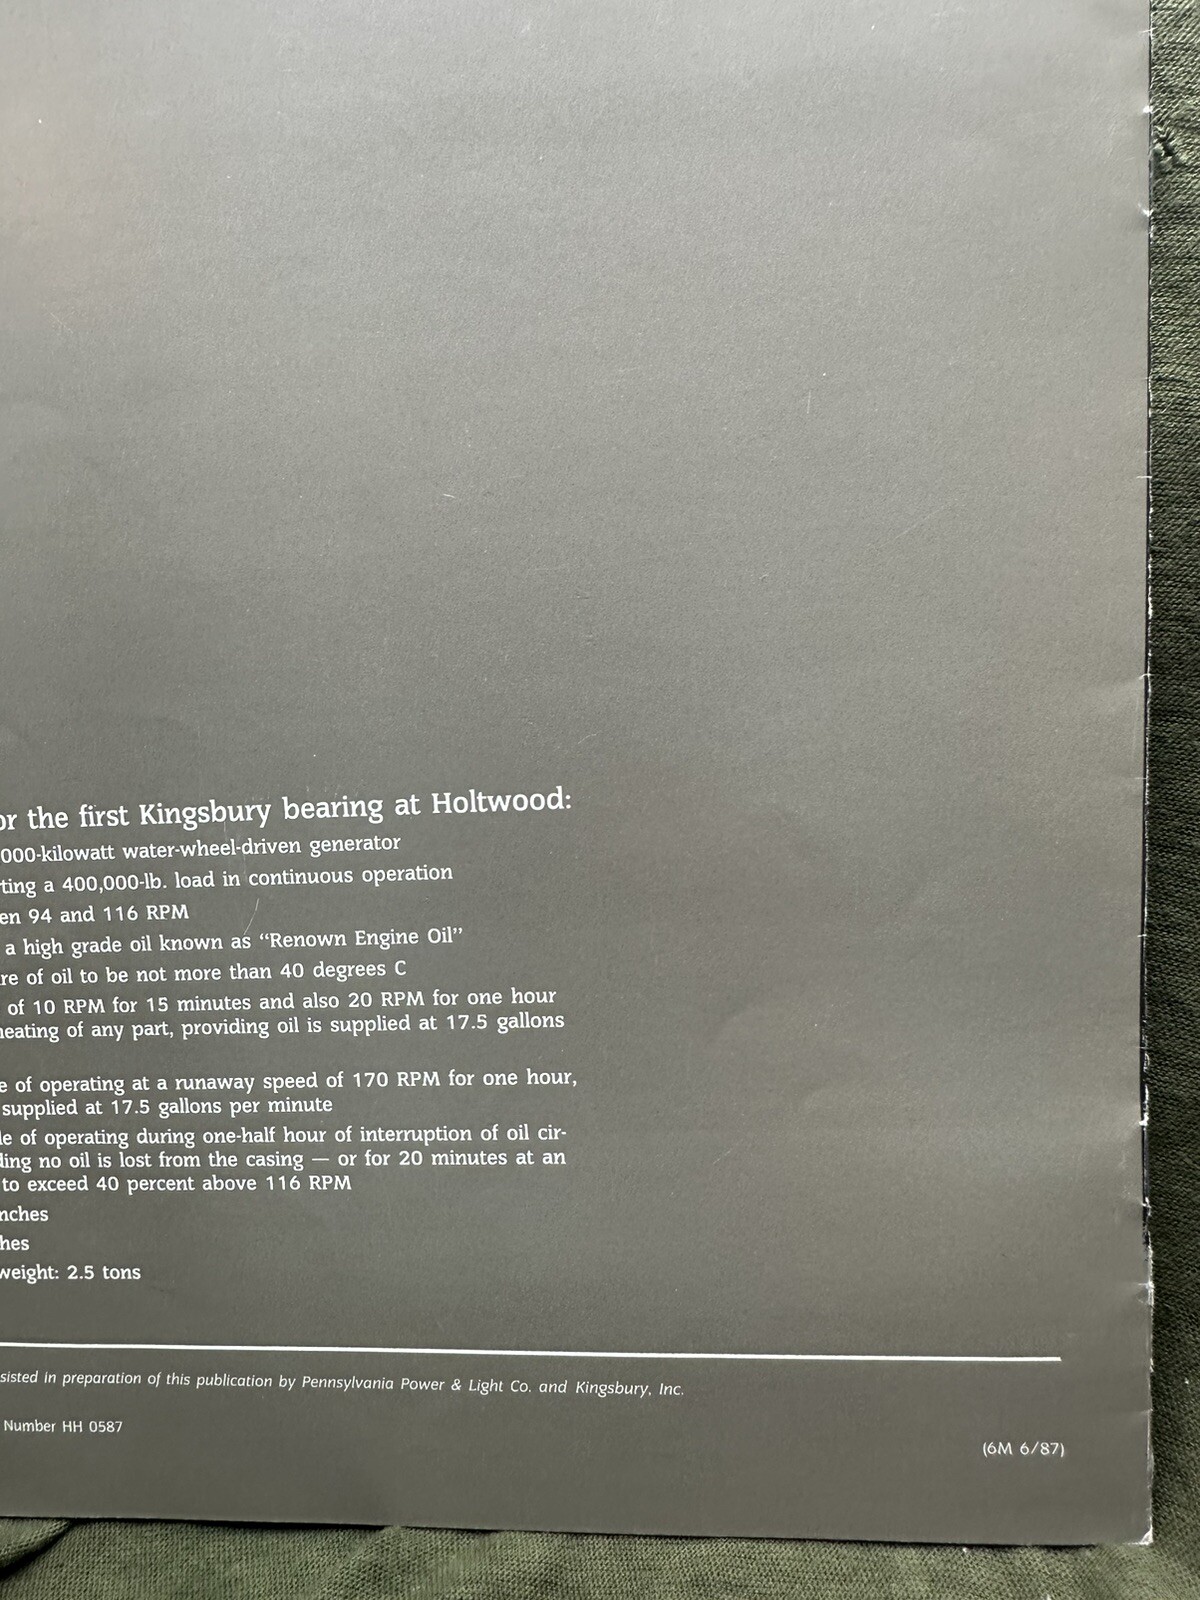 or the first Kingsbury bearing at Holtwood:
000-kilowatt water-wheel-driven generator
ting a 400,000-lb. load in continuous operation
en 94 and 116 RPM
a high grade oil known as “Renown Engine Oil”
re of oil to be not more than 40 degrees C
of 10 RPM for 15 minutes and also 20 RPM for one hour
heating of any part, providing oil is supplied at 17.5 gallons
e of operating at a runaway speed of 170 RPM for one hour,
supplied at 17.5 gallons per minute
le of operating during one-half hour of interruption of oil cir-
ding no oil is lost from the casing — or for 20 minutes at an
to exceed 40 percent above 116 RPM
nches
hes
weight: 2.5 tons
sisted in preparation of this publication by Pennsylvania Power & Light Co. and Kingsbury, Inc.
Number HH 0587
(6M 6/87)